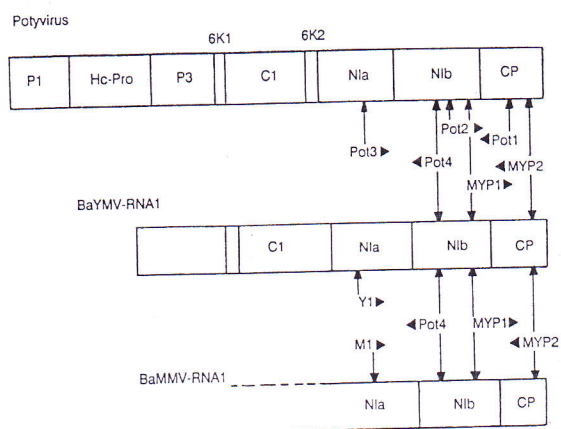 Potyvirus
6K1 6K2
P1 Hc-Pro P3 C1 NIa NIb CP
Pot2 ▶
◀ Pot1
Pot3 ▶
◀ Pot4
◀ MYP2
MYP1 ▶
BaYMV-RNA1
C1 NIa NIb CP
Y1 ▶
◀ Pot4 MYP1 ▶
M1 ▶
◀ MYP2
BaMMV-RNA1
NIa NIb CP